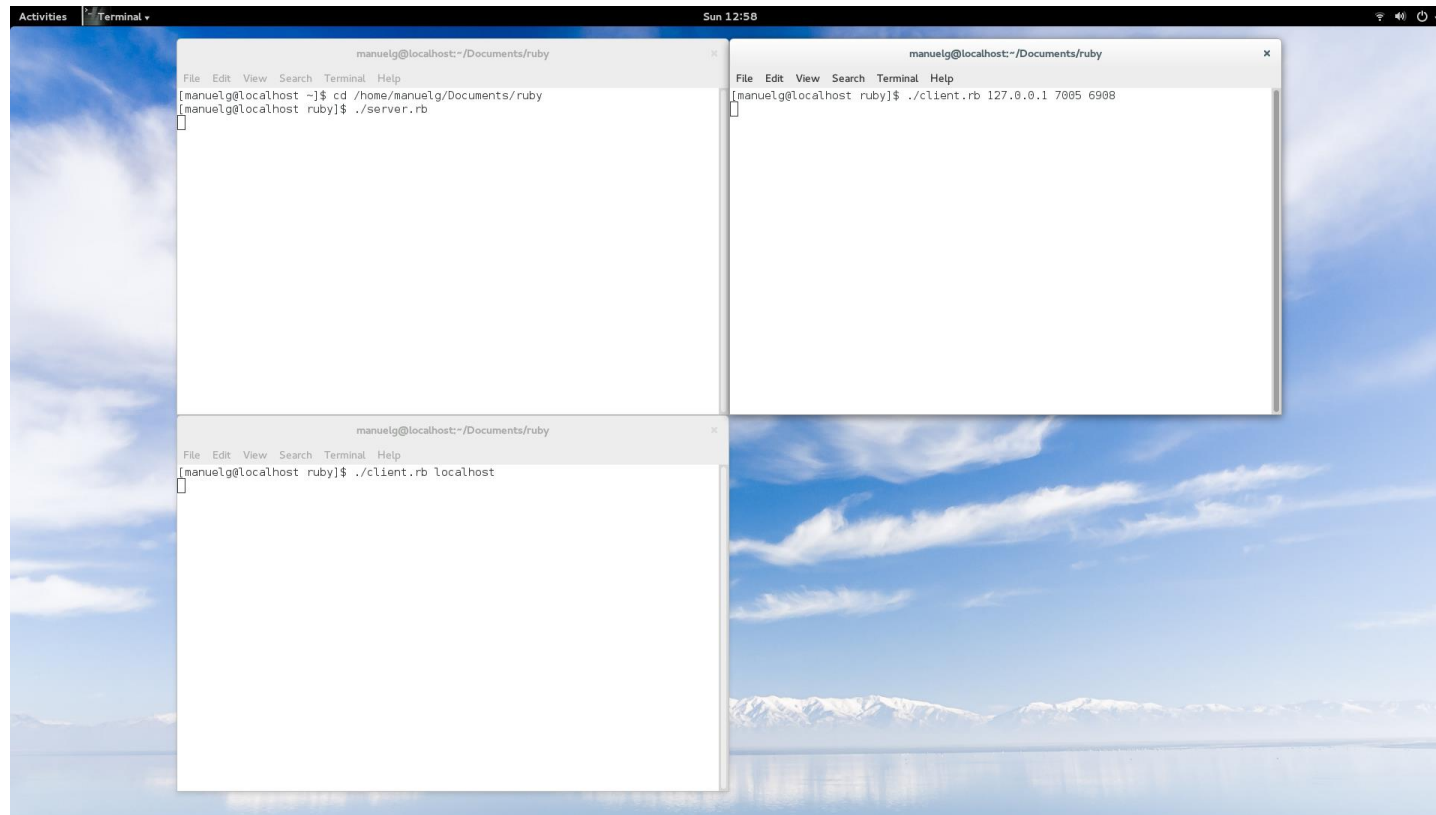 Activities Terminal Sun 12:58
manuelg@localhost:~/Documents/ruby
File Edit View Search Terminal Help
[manuelg@localhost ~]$ cd /home/manuelg/Documents/ruby
[manuelg@localhost ruby]$ ./server.rb
manuelg@localhost:~/Documents/ruby
File Edit View Search Terminal Help
[manuelg@localhost ruby]$ ./client.rb 127.0.0.1 7005 6908
manuelg@localhost:~/Documents/ruby
File Edit View Search Terminal Help
[manuelg@localhost ruby]$ ./client.rb localhost